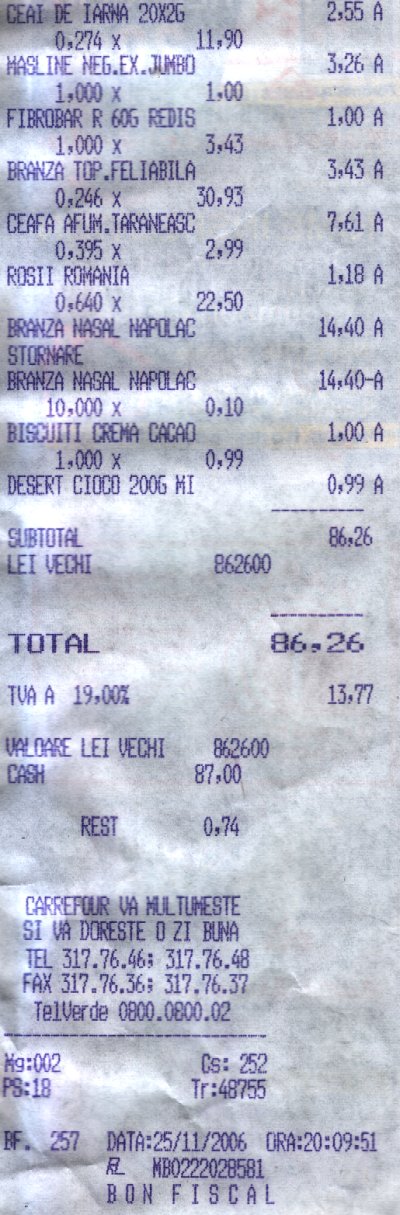 CEAI DE IARNA 20X2G 2,55 A
0,274 x 11,90
MASLINE NEG.EX.JUMBO 3,26 A
1,000 x 1,00
FIBROBAR R 60G REDIS 1,00 A
1,000 x 3,43
BRANZA TOP.FELIABILA 3,43 A
0,246 x 30,93
CEAFA AFUM.TARANEASC 7,61 A
0,395 x 2,99
ROSII ROMANIA 1,18 A
0,640 x 22,50
BRANZA NASAL NAPOLAC 14,40 A
STORNARE
BRANZA NASAL NAPOLAC 14,40-A
10,000 x 0,10
BISCUITI CREMA CACAO 1,00 A
1,000 x 0,99
DESERT CIOCO 200G MI 0,99 A
SUBTOTAL 86,26
LEI VECHI 862600
TOTAL 86,26
TVA A 19,00% 13,77
VALOARE LEI VECHI 862600
CASH 87,00
REST 0,74
CARREFOUR VA MULTUMESTE
SI VA DORESTE O ZI BUNA
TEL 317.76.46; 317.76.48
FAX 317.76.36; 317.76.37
TelVerde 0800.0800.02
Mg:002 Cs: 252
PS:18 Tr:48755
BF. 257 DATA:25/11/2006 ORA:20:09:51
RL MB0222028581
BON FISCAL